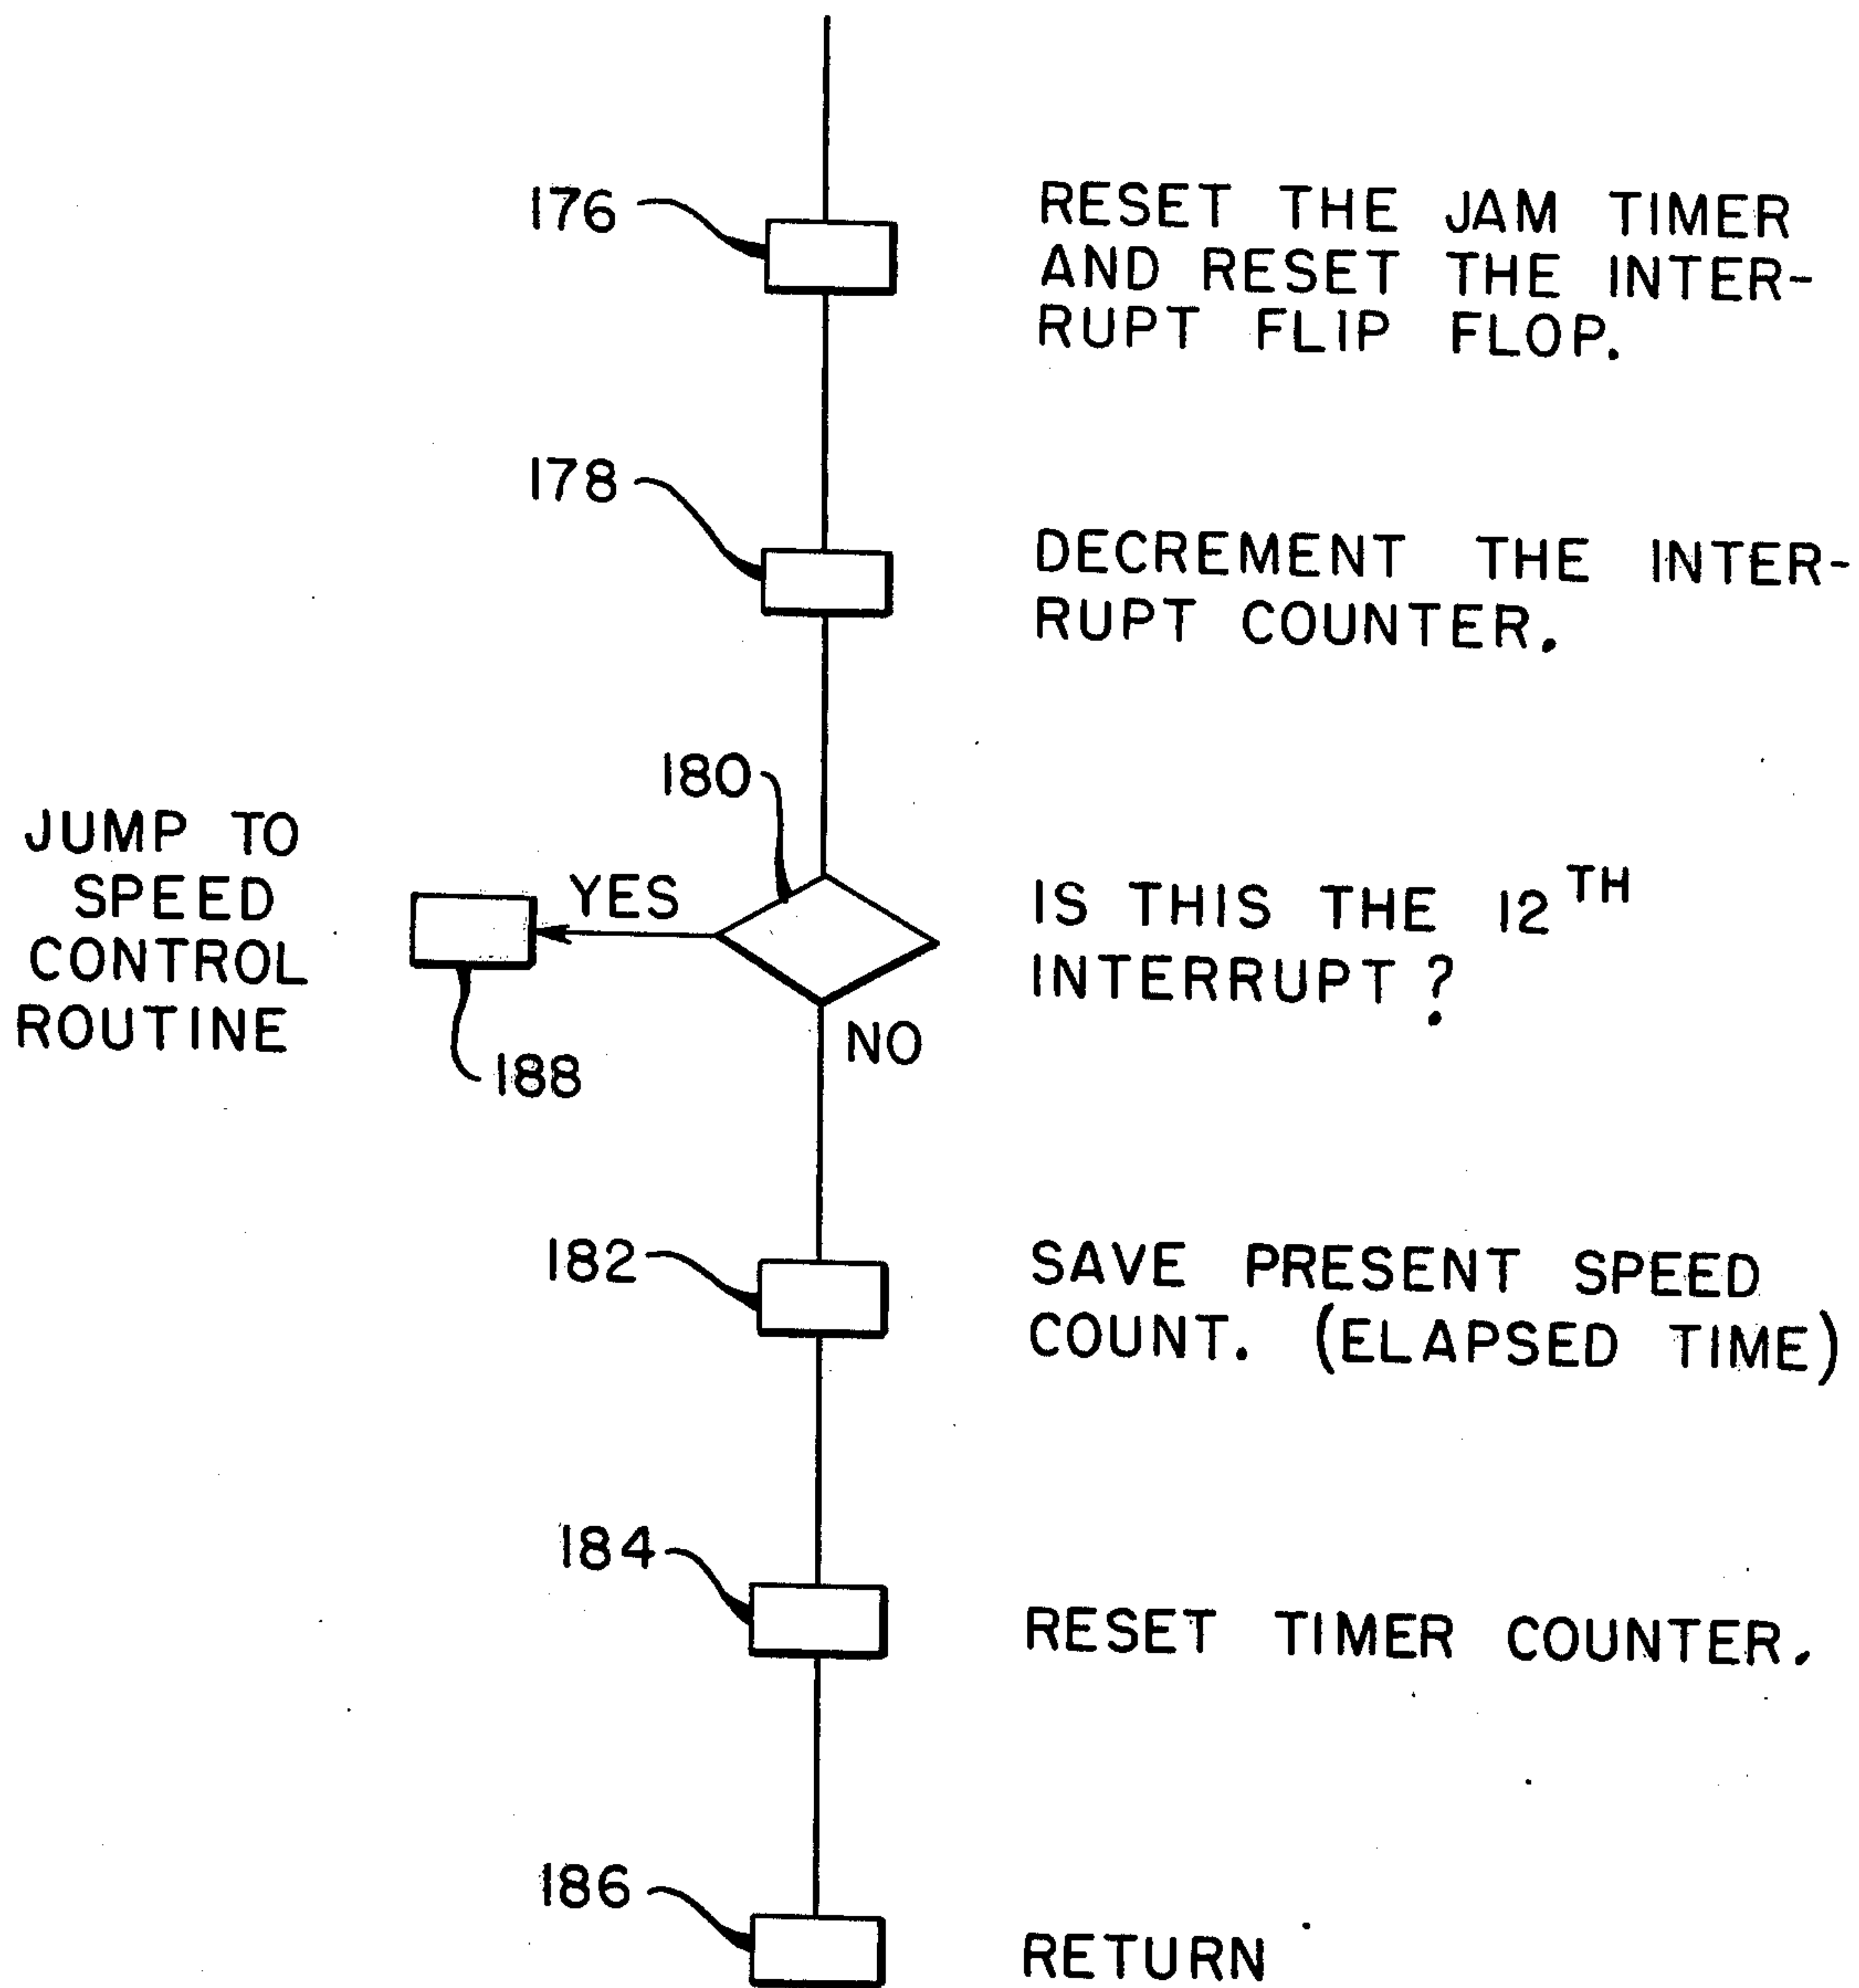 176
RESET THE JAM TIMER
AND RESET THE INTER-
RUPT FLIP FLOP.
178
DECREMENT THE INTER-
RUPT COUNTER.
180
JUMP TO
SPEED
CONTROL
ROUTINE
YES
188
IS THIS THE 12TH
INTERRUPT?
NO
182
SAVE PRESENT SPEED
COUNT. (ELAPSED TIME)
184
RESET TIMER COUNTER.
186
RETURN